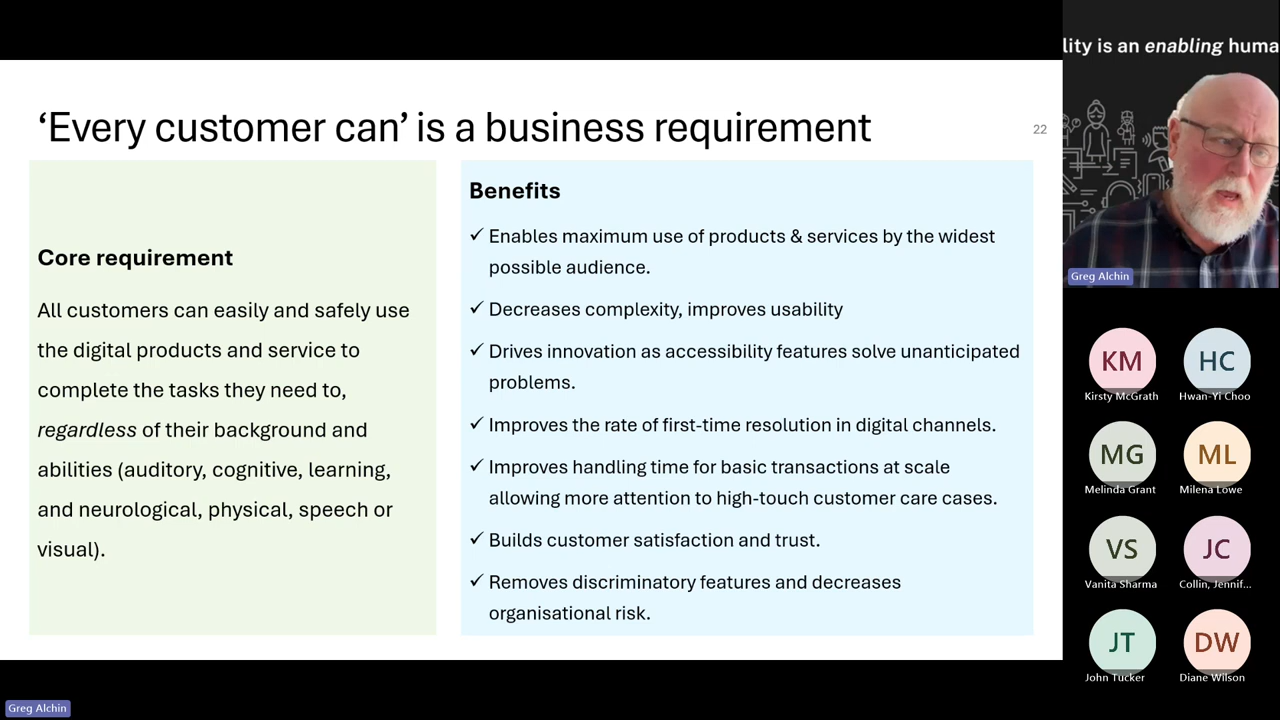 ‘Every customer can’ is a business requirement
22
Core requirement
All customers can easily and safely use
the digital products and service to
complete the tasks they need to,
regardless of their background and
abilities (auditory, cognitive, learning,
and neurological, physical, speech or
visual).
Benefits
✓ Enables maximum use of products & services by the widest
possible audience.
✓ Decreases complexity, improves usability
✓ Drives innovation as accessibility features solve unanticipated
problems.
✓ Improves the rate of first-time resolution in digital channels.
✓ Improves handling time for basic transactions at scale
allowing more attention to high-touch customer care cases.
✓ Builds customer satisfaction and trust.
✓ Removes discriminatory features and decreases
organisational risk.
lity is an enabling huma
Greg Alchin
KM
Kirsty McGrath
HC
Hwan-Yi Choo
MG
Melinda Grant
ML
Milena Lowe
VS
Vanita Sharma
JC
Collin, Jennif...
JT
John Tucker
DW
Diane Wilson
Greg Alchin